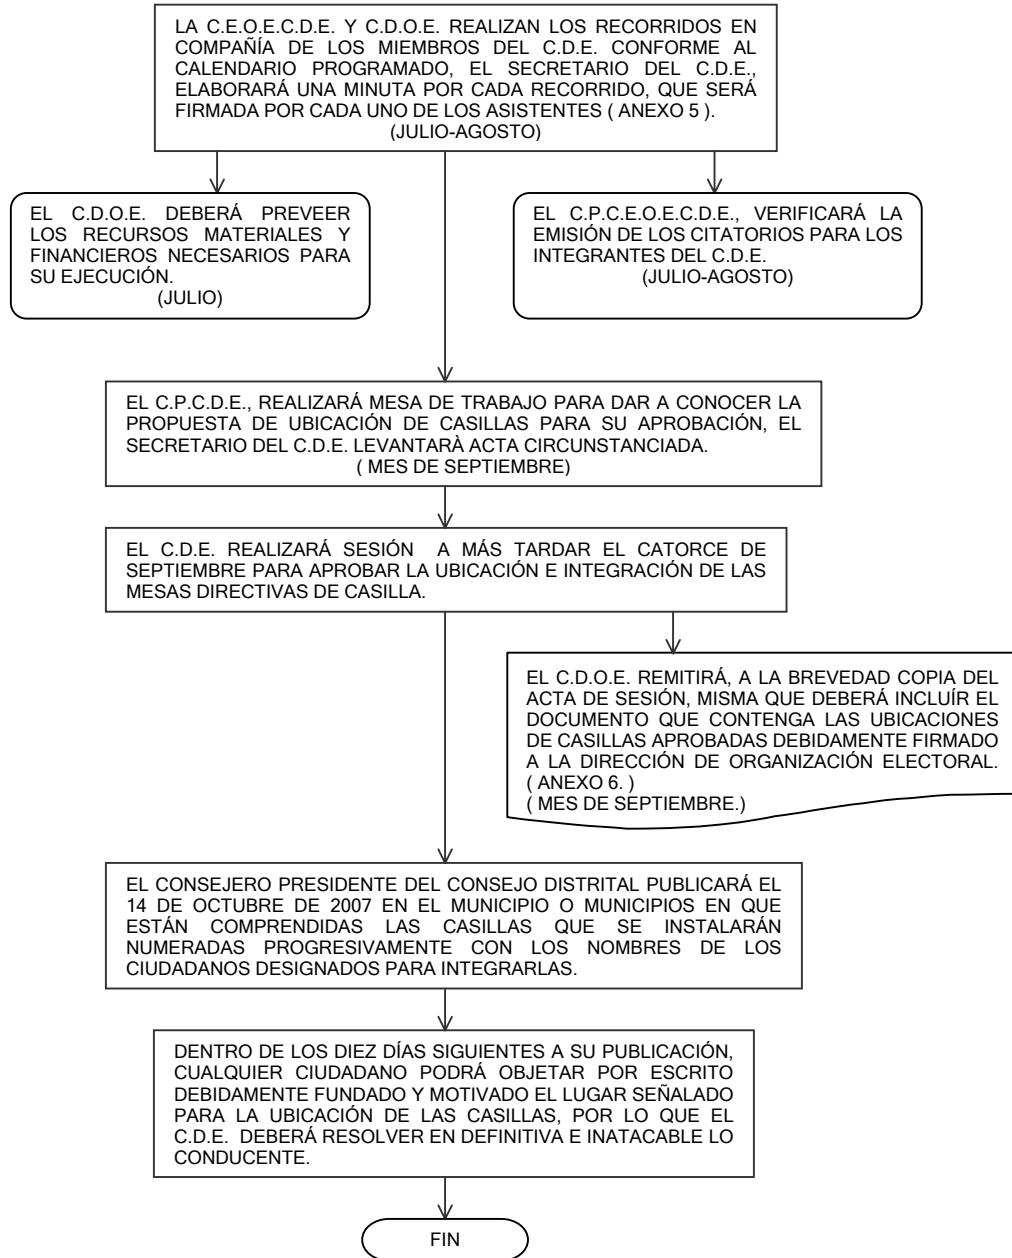 LA C.E.O.E.C.D.E. Y C.D.O.E. REALIZAN LOS RECORRIDOS EN
COMPAÑÍA DE LOS MIEMBROS DEL C.D.E. CONFORME AL
CALENDARIO PROGRAMADO, EL SECRETARIO DEL C.D.E.,
ELABORARÁ UNA MINUTA POR CADA RECORRIDO, QUE SERÁ
FIRMADA POR CADA UNO DE LOS ASISTENTES ( ANEXO 5 ).
(JULIO-AGOSTO)
EL C.D.O.E. DEBERÁ PREVEER
LOS RECURSOS MATERIALES Y
FINANCIEROS NECESARIOS PARA
SU EJECUCIÓN.
(JULIO)
EL C.P.C.E.O.E.C.D.E., VERIFICARÁ LA
EMISIÓN DE LOS CITATORIOS PARA LOS
INTEGRANTES DEL C.D.E.
(JULIO-AGOSTO)
EL C.P.C.D.E., REALIZARÁ MESA DE TRABAJO PARA DAR A CONOCER LA
PROPUESTA DE UBICACIÓN DE CASILLAS PARA SU APROBACIÓN, EL
SECRETARIO DEL C.D.E. LEVANTARÀ ACTA CIRCUNSTANCIADA.
( MES DE SEPTIEMBRE)
EL C.D.E. REALIZARÁ SESIÓN A MÁS TARDAR EL CATORCE DE
SEPTIEMBRE PARA APROBAR LA UBICACIÓN E INTEGRACIÓN DE LAS
MESAS DIRECTIVAS DE CASILLA.
EL C.D.O.E. REMITIRÁ, A LA BREVEDAD COPIA DEL
ACTA DE SESIÓN, MISMA QUE DEBERÁ INCLUÍR EL
DOCUMENTO QUE CONTENGA LAS UBICACIONES
DE CASILLAS APROBADAS DEBIDAMENTE FIRMADO
A LA DIRECCIÓN DE ORGANIZACIÓN ELECTORAL.
( ANEXO 6. )
( MES DE SEPTIEMBRE.)
EL CONSEJERO PRESIDENTE DEL CONSEJO DISTRITAL PUBLICARÁ EL
14 DE OCTUBRE DE 2007 EN EL MUNICIPIO O MUNICIPIOS EN QUE
ESTÁN COMPRENDIDAS LAS CASILLAS QUE SE INSTALARÁN
NUMERADAS PROGRESIVAMENTE CON LOS NOMBRES DE LOS
CIUDADANOS DESIGNADOS PARA INTEGRARLAS.
DENTRO DE LOS DIEZ DÍAS SIGUIENTES A SU PUBLICACIÓN,
CUALQUIER CIUDADANO PODRÁ OBJETAR POR ESCRITO
DEBIDAMENTE FUNDADO Y MOTIVADO EL LUGAR SEÑALADO
PARA LA UBICACIÓN DE LAS CASILLAS, POR LO QUE EL
C.D.E. DEBERÁ RESOLVER EN DEFINITIVA E INATACABLE LO
CONDUCENTE.
FIN